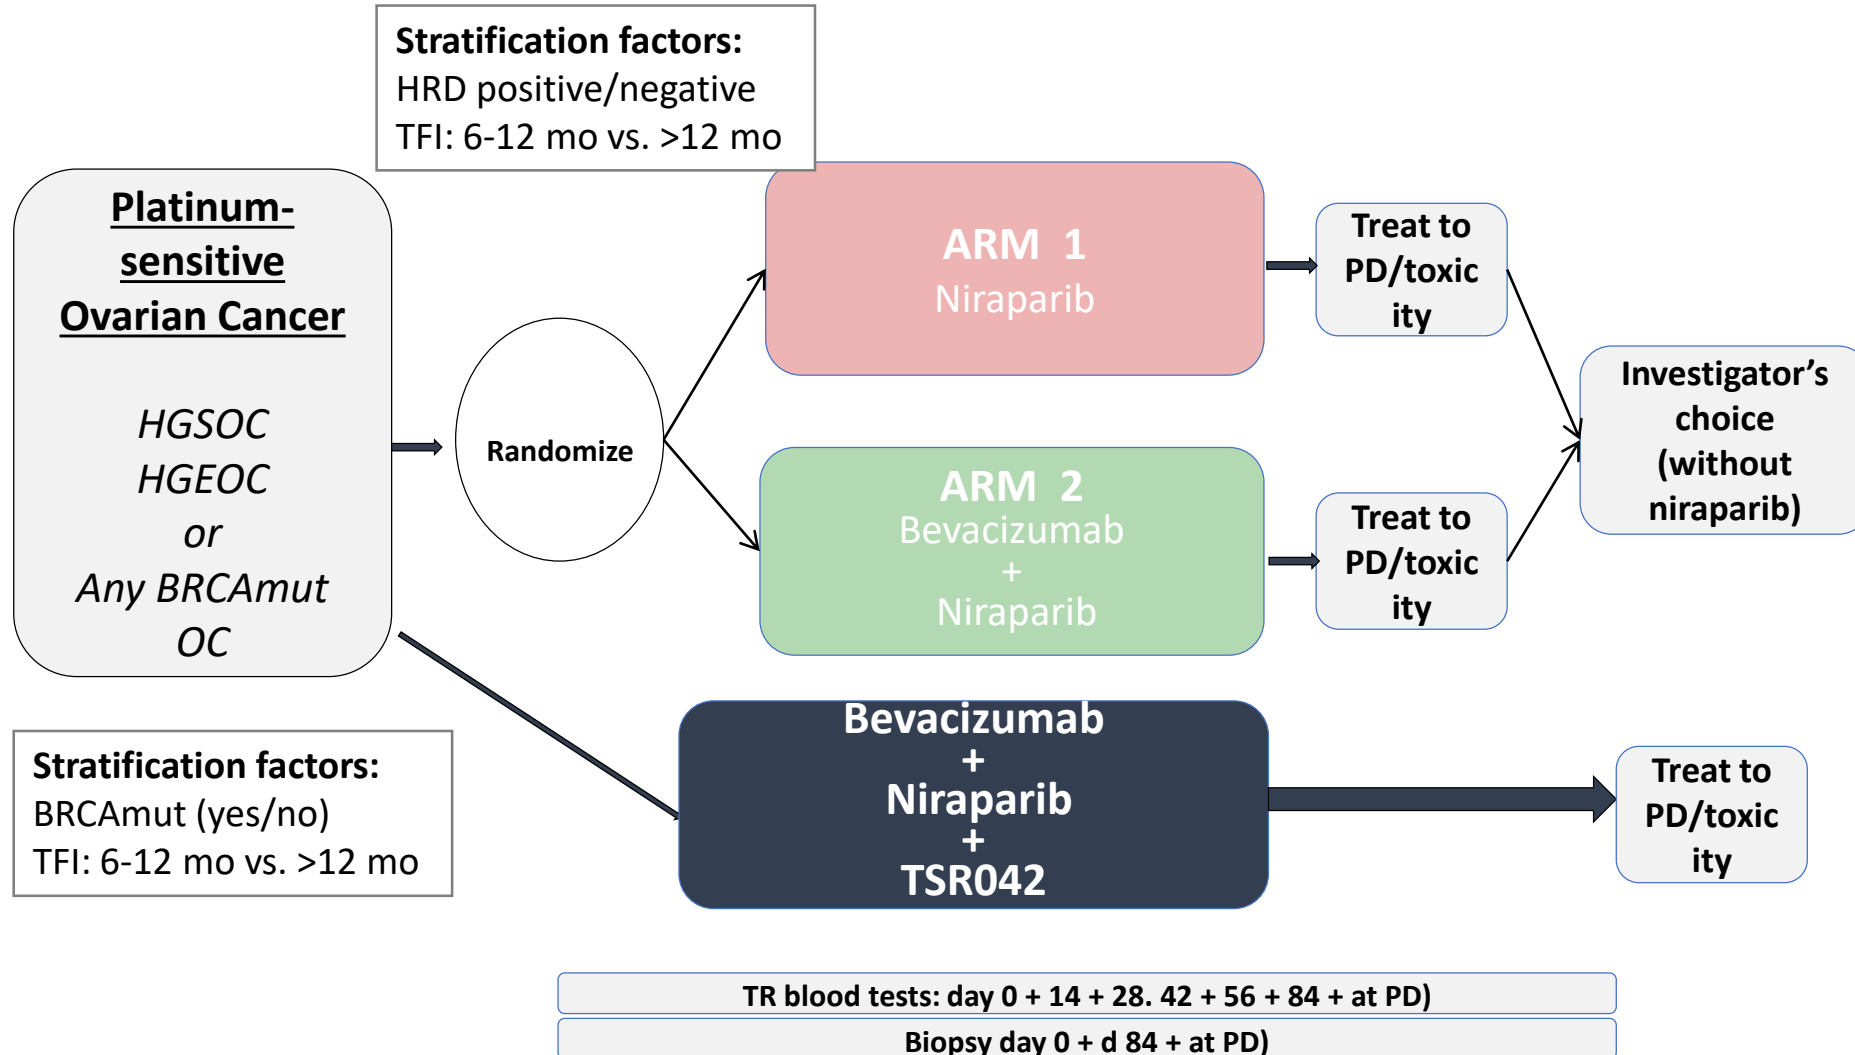 Stratification factors:
HRD positive/negative
TFI: 6-12 mo vs. >12 mo
Platinum-
sensitive
Ovarian Cancer
HGSOC
HGEOC
or
Any BRCAmut
OC
Randomize
ARM 1
Niraparib
Treat to
PD/toxic
ity
ARM 2
Bevacizumab
+
Niraparib
Treat to
PD/toxic
ity
Investigator’s
choice
(without
niraparib)
Stratification factors:
BRCAmut (yes/no)
TFI: 6-12 mo vs. >12 mo
Bevacizumab
+
Niraparib
+
TSR042
Treat to
PD/toxic
ity
TR blood tests: day 0 + 14 + 28. 42 + 56 + 84 + at PD)
Biopsy day 0 + d 84 + at PD)